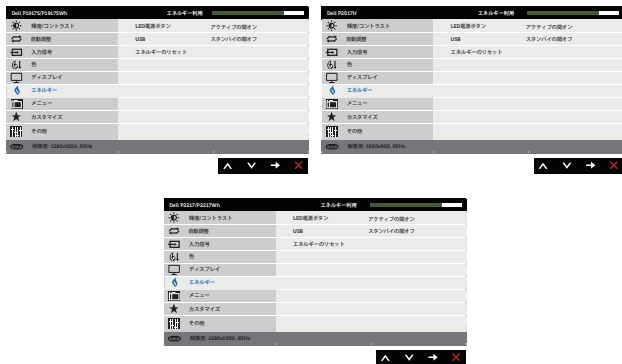 Dell P1917S/P1917SWh エネルギー利用
輝度/コントラスト LED電源ボタン アクティブの間オン
自動調整 USB スタンバイの間オフ
入力信号 エネルギーのリセット
色
ディスプレイ
エネルギー
メニュー
カスタマイズ
その他
解像度: 1280x1024, 60Hz
Dell P2017H エネルギー利用
輝度/コントラスト LED電源ボタン アクティブの間オン
自動調整 USB スタンバイの間オフ
入力信号 エネルギーのリセット
色
ディスプレイ
エネルギー
メニュー
カスタマイズ
その他
解像度: 1600x900, 60Hz
Dell P2217/P2217Wh エネルギー利用
輝度/コントラスト LED電源ボタン アクティブの間オン
自動調整 USB スタンバイの間オフ
入力信号 エネルギーのリセット
色
ディスプレイ
エネルギー
メニュー
カスタマイズ
その他
解像度: 1680x1050, 60Hz